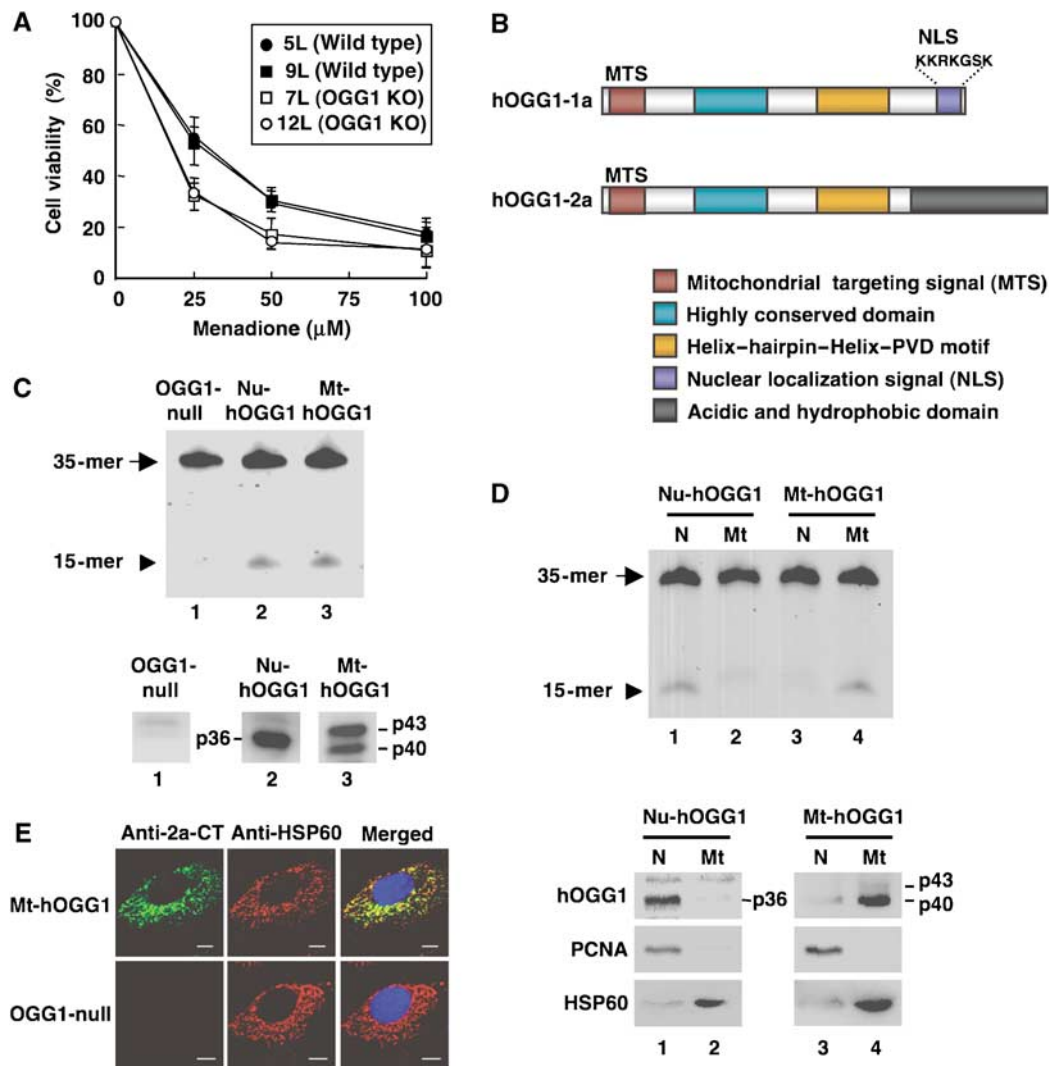 A
Cell viability (%)
100
80
60
40
20
0
0
25
50
75
100
Menadione (μM)
5L (Wild type)
9L (Wild type)
7L (OGG1 KO)
12L (OGG1 KO)
B
NLS
KKRKGSK
MTS
hOGG1-1a
MTS
hOGG1-2a
Mitochondrial targeting signal (MTS)
Highly conserved domain
Helix–hairpin–Helix–PVD motif
Nuclear localization signal (NLS)
Acidic and hydrophobic domain
C
OGG1-null
Nu-hOGG1
Mt-hOGG1
35-mer
15-mer
1 2 3
OGG1-null
Nu-hOGG1
Mt-hOGG1
p36
p43
p40
1 2 3
D
Nu-hOGG1 Mt-hOGG1
N Mt N Mt
35-mer
15-mer
1 2 3 4
Nu-hOGG1 Mt-hOGG1
N Mt N Mt
hOGG1
p36
p43
p40
PCNA
HSP60
1 2 3 4
E
Anti-2a-CT Anti-HSP60 Merged
Mt-hOGG1
OGG1-null